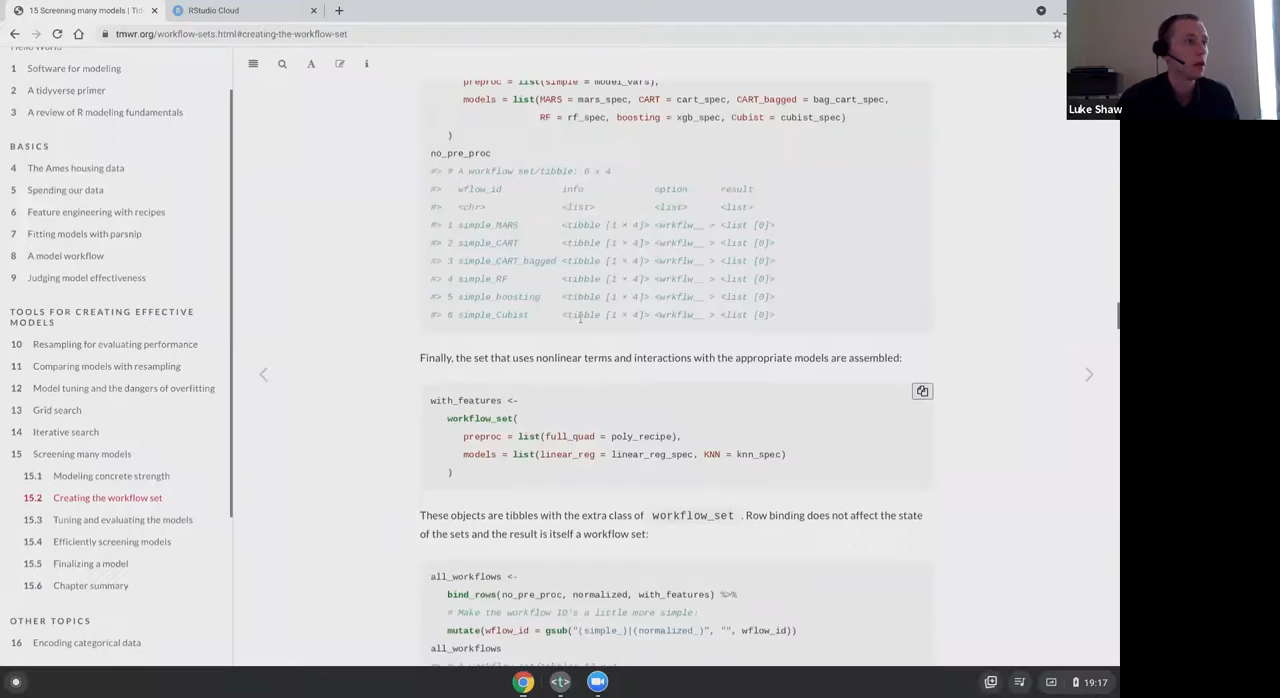 15 Screening many models | Tid
RStudio Cloud
tmwr.org/workflow-sets.html#creating-the-workflow-set
Luke Shaw
Hello World
1 Software for modeling
2 A tidyverse primer
3 A review of R modeling fundamentals
BASICS
4 The Ames housing data
5 Spending our data
6 Feature engineering with recipes
7 Fitting models with parsnip
8 A model workflow
9 Judging model effectiveness
TOOLS FOR CREATING EFFECTIVE
MODELS
10 Resampling for evaluating performance
11 Comparing models with resampling
12 Model tuning and the dangers of overfitting
13 Grid search
14 Iterative search
15 Screening many models
15.1 Modeling concrete strength
15.2 Creating the workflow set
15.3 Tuning and evaluating the models
15.4 Efficiently screening models
15.5 Finalizing a model
15.6 Chapter summary
OTHER TOPICS
16 Encoding categorical data
preproc = list(simple = model_vars),
models = list(MARS = mars_spec, CART = cart_spec, CART_bagged = bag_cart_spec,
RF = rf_spec, boosting = xgb_spec, Cubist = cubist_spec)
)
no_pre_proc
#> # A workflow set/tibble: 6 × 4
#> wflow_id info option result
#> <chr> <list> <list> <list>
#> 1 simple_MARS <tibble [1 × 4]> <wrkflw__ > <list [0]>
#> 2 simple_CART <tibble [1 × 4]> <wrkflw__ > <list [0]>
#> 3 simple_CART_bagged <tibble [1 × 4]> <wrkflw__ > <list [0]>
#> 4 simple_RF <tibble [1 × 4]> <wrkflw__ > <list [0]>
#> 5 simple_boosting <tibble [1 × 4]> <wrkflw__ > <list [0]>
#> 6 simple_Cubist <tibble [1 × 4]> <wrkflw__ > <list [0]>
Finally, the set that uses nonlinear terms and interactions with the appropriate models are assembled:
with_features <-
workflow_set(
preproc = list(full_quad = poly_recipe),
models = list(linear_reg = linear_reg_spec, KNN = knn_spec)
)
These objects are tibbles with the extra class of workflow_set . Row binding does not affect the state
of the sets and the result is itself a workflow set:
all_workflows <-
bind_rows(no_pre_proc, normalized, with_features) %>%
# Make the workflow ID's a little more simple:
mutate(wflow_id = gsub("(simple_)|(normalized_)", "", wflow_id))
all_workflows
19:17